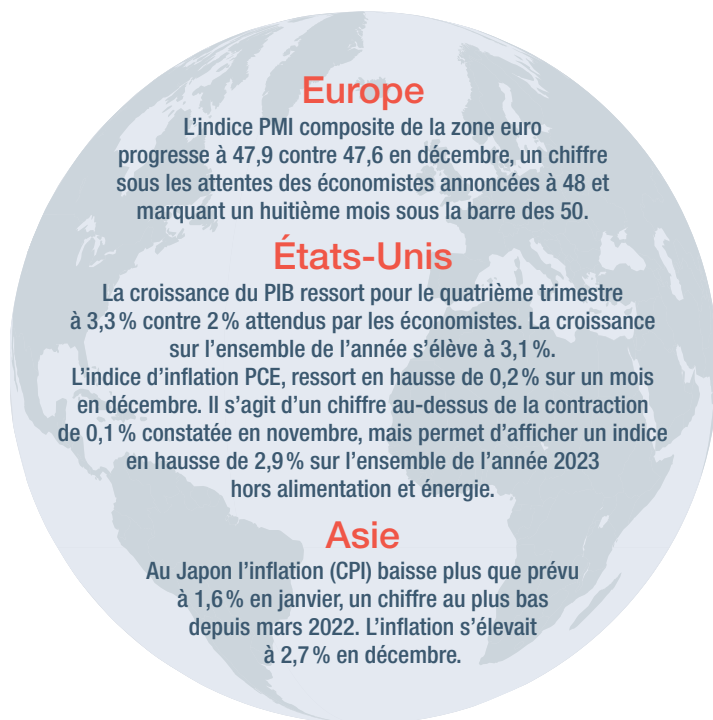 Europe
L’indice PMI composite de la zone euro
progresse à 47,9 contre 47,6 en décembre, un chiffre
sous les attentes des économistes annoncées à 48 et
marquant un huitième mois sous la barre des 50.
États-Unis
La croissance du PIB ressort pour le quatrième trimestre
à 3,3 % contre 2 % attendus par les économistes. La croissance
sur l’ensemble de l’année s’élève à 3,1 %.
L’indice d’inflation PCE, ressort en hausse de 0,2 % sur un mois
en décembre. Il s’agit d’un chiffre au-dessus de la contraction
de 0,1 % constatée en novembre, mais permet d’afficher un indice
en hausse de 2,9 % sur l’ensemble de l’année 2023
hors alimentation et énergie.
Asie
Au Japon l’inflation (CPI) baisse plus que prévu
à 1,6 % en janvier, un chiffre au plus bas
depuis mars 2022. L’inflation s’élevait
à 2,7 % en décembre.